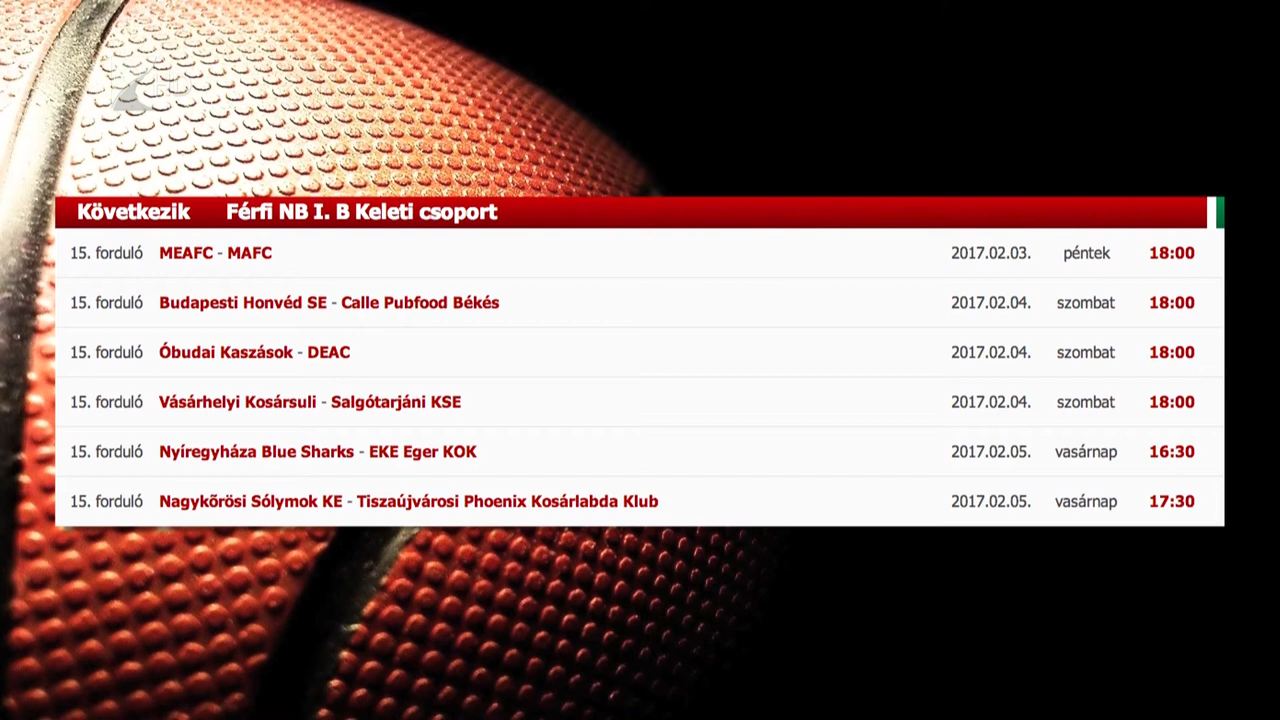 HD
Következik Férfi NB I. B Keleti csoport
15. forduló MEAFC - MAFC 2017.02.03. péntek 18:00
15. forduló Budapesti Honvéd SE - Calle Pubfood Békés 2017.02.04. szombat 18:00
15. forduló Óbudai Kaszások - DEAC 2017.02.04. szombat 18:00
15. forduló Vásárhelyi Kosársuli - Salgótarjáni KSE 2017.02.04. szombat 18:00
15. forduló Nyíregyháza Blue Sharks - EKE Eger KOK 2017.02.05. vasárnap 16:30
15. forduló Nagykőrösi Sólymok KE - Tiszaújvárosi Phoenix Kosárlabda Klub 2017.02.05. vasárnap 17:30